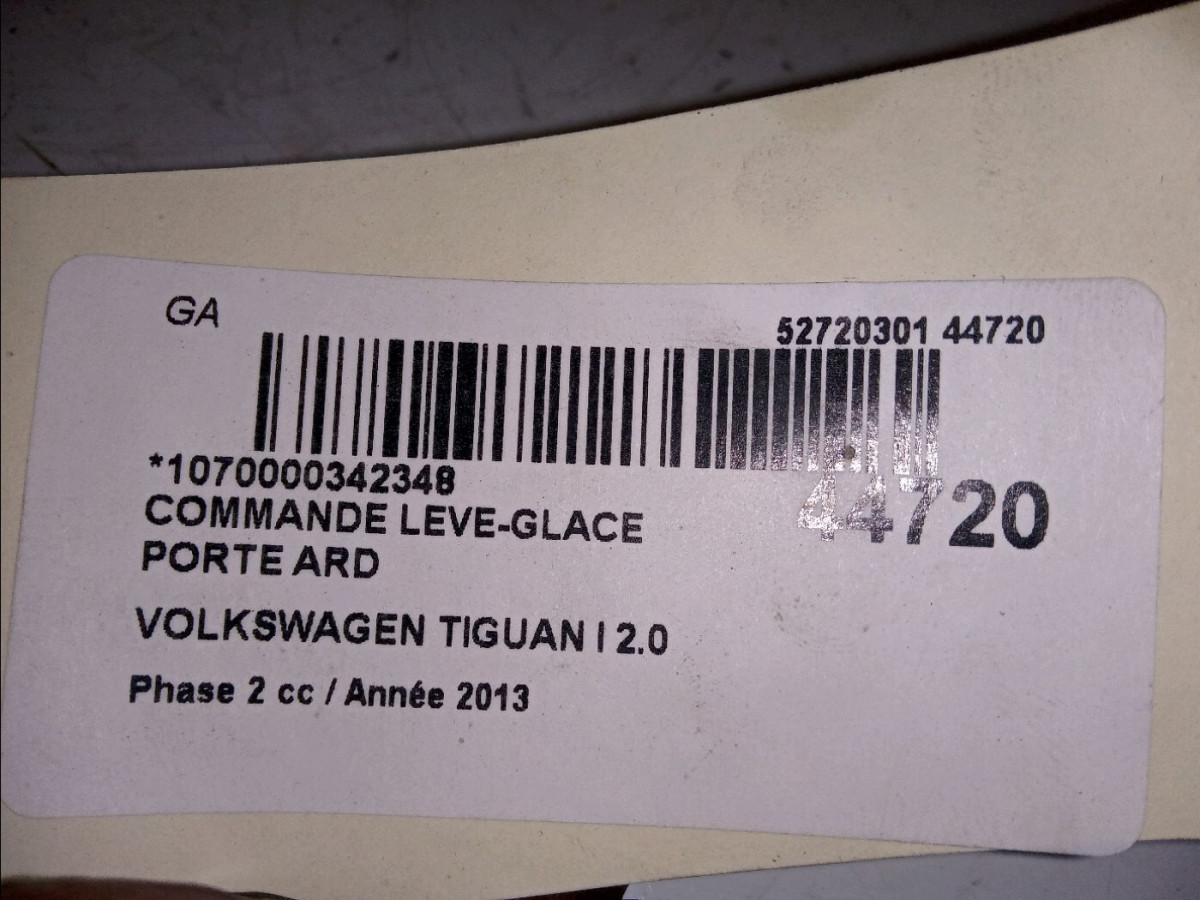 GA
52720301 44720
*1070000342348
44720
COMMANDE LEVE-GLACE
PORTE ARD
VOLKSWAGEN TIGUAN I 2.0
Phase 2 cc / Année 2013